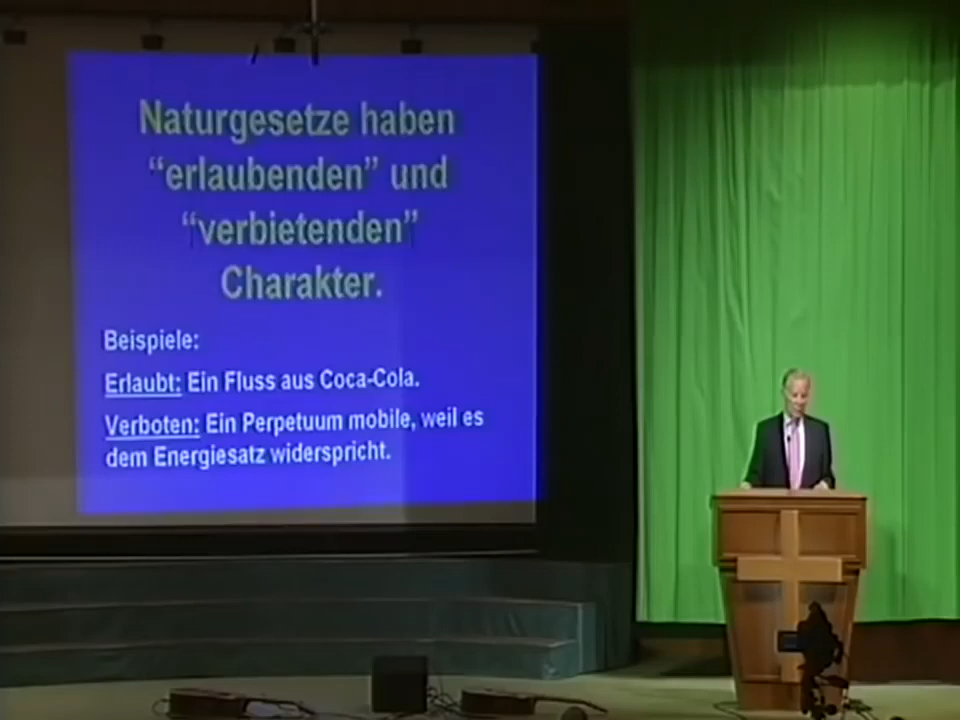 Naturgesetze haben
“erlaubenden” und
“verbietenden”
Charakter.
Beispiele:
Erlaubt: Ein Fluss aus Coca-Cola.
Verboten: Ein Perpetuum mobile, weil es
dem Energiesatz widerspricht.